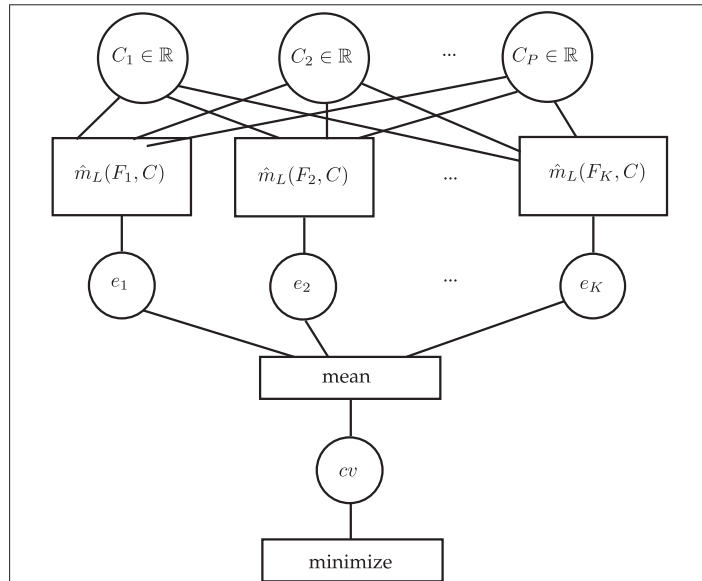 C₁ ∈ ℝ C₂ ∈ ℝ ... C_P ∈ ℝ
m̂_L(F₁, C) m̂_L(F₂, C) ... m̂_L(F_K, C)
e₁ e₂ ... e_K
mean
cv
minimize